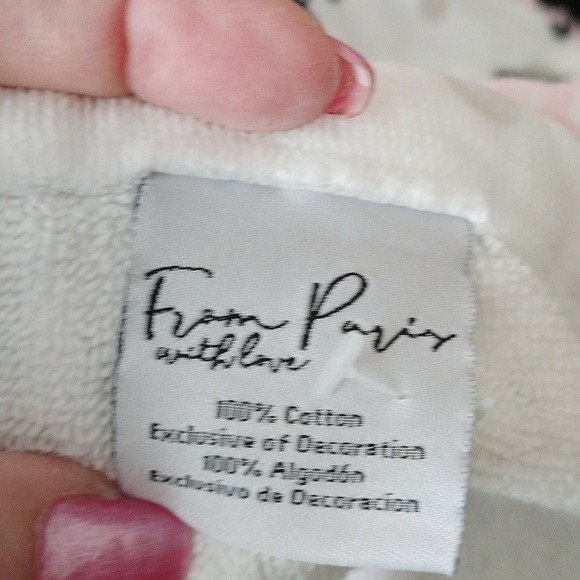 From Paris
with love
100% Cotton
Exclusive of Decoration
100% Algodón
Exclusivo de Decoracion